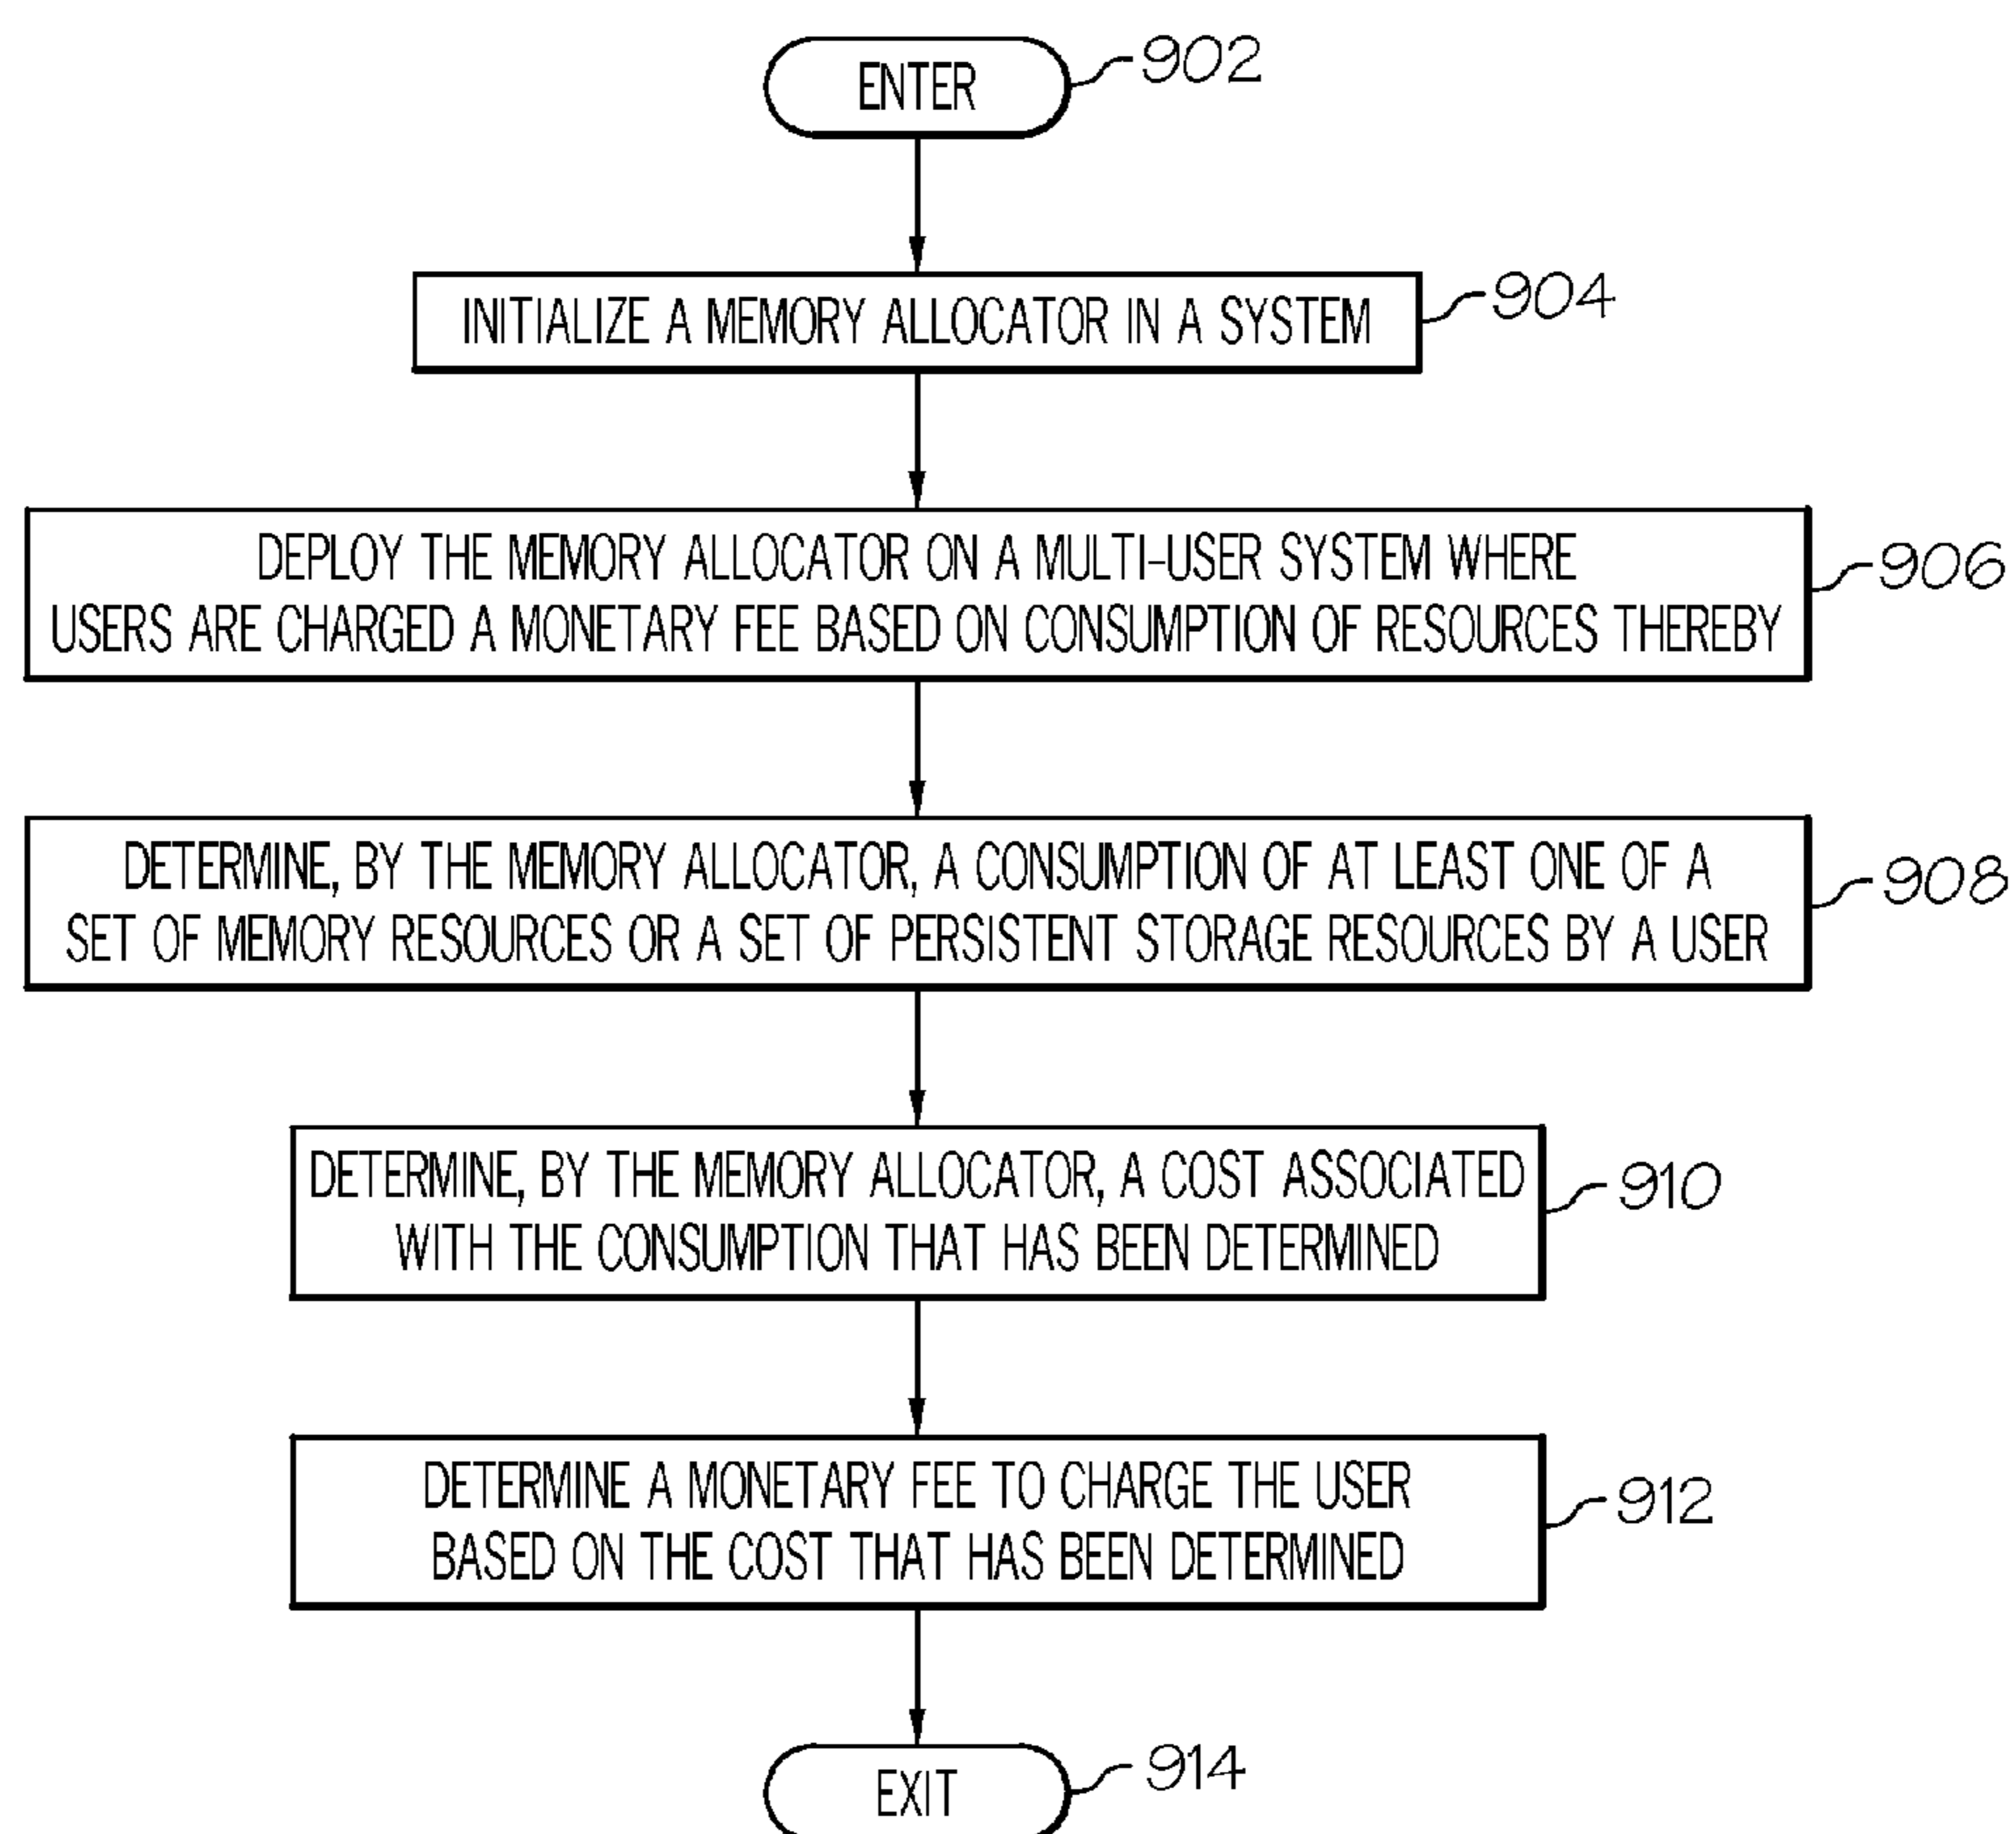 ENTER
902
INITIALIZE A MEMORY ALLOCATOR IN A SYSTEM
904
DEPLOY THE MEMORY ALLOCATOR ON A MULTI-USER SYSTEM WHERE
USERS ARE CHARGED A MONETARY FEE BASED ON CONSUMPTION OF RESOURCES THEREBY
906
DETERMINE, BY THE MEMORY ALLOCATOR, A CONSUMPTION OF AT LEAST ONE OF A
SET OF MEMORY RESOURCES OR A SET OF PERSISTENT STORAGE RESOURCES BY A USER
908
DETERMINE, BY THE MEMORY ALLOCATOR, A COST ASSOCIATED
WITH THE CONSUMPTION THAT HAS BEEN DETERMINED
910
DETERMINE A MONETARY FEE TO CHARGE THE USER
BASED ON THE COST THAT HAS BEEN DETERMINED
912
EXIT
914